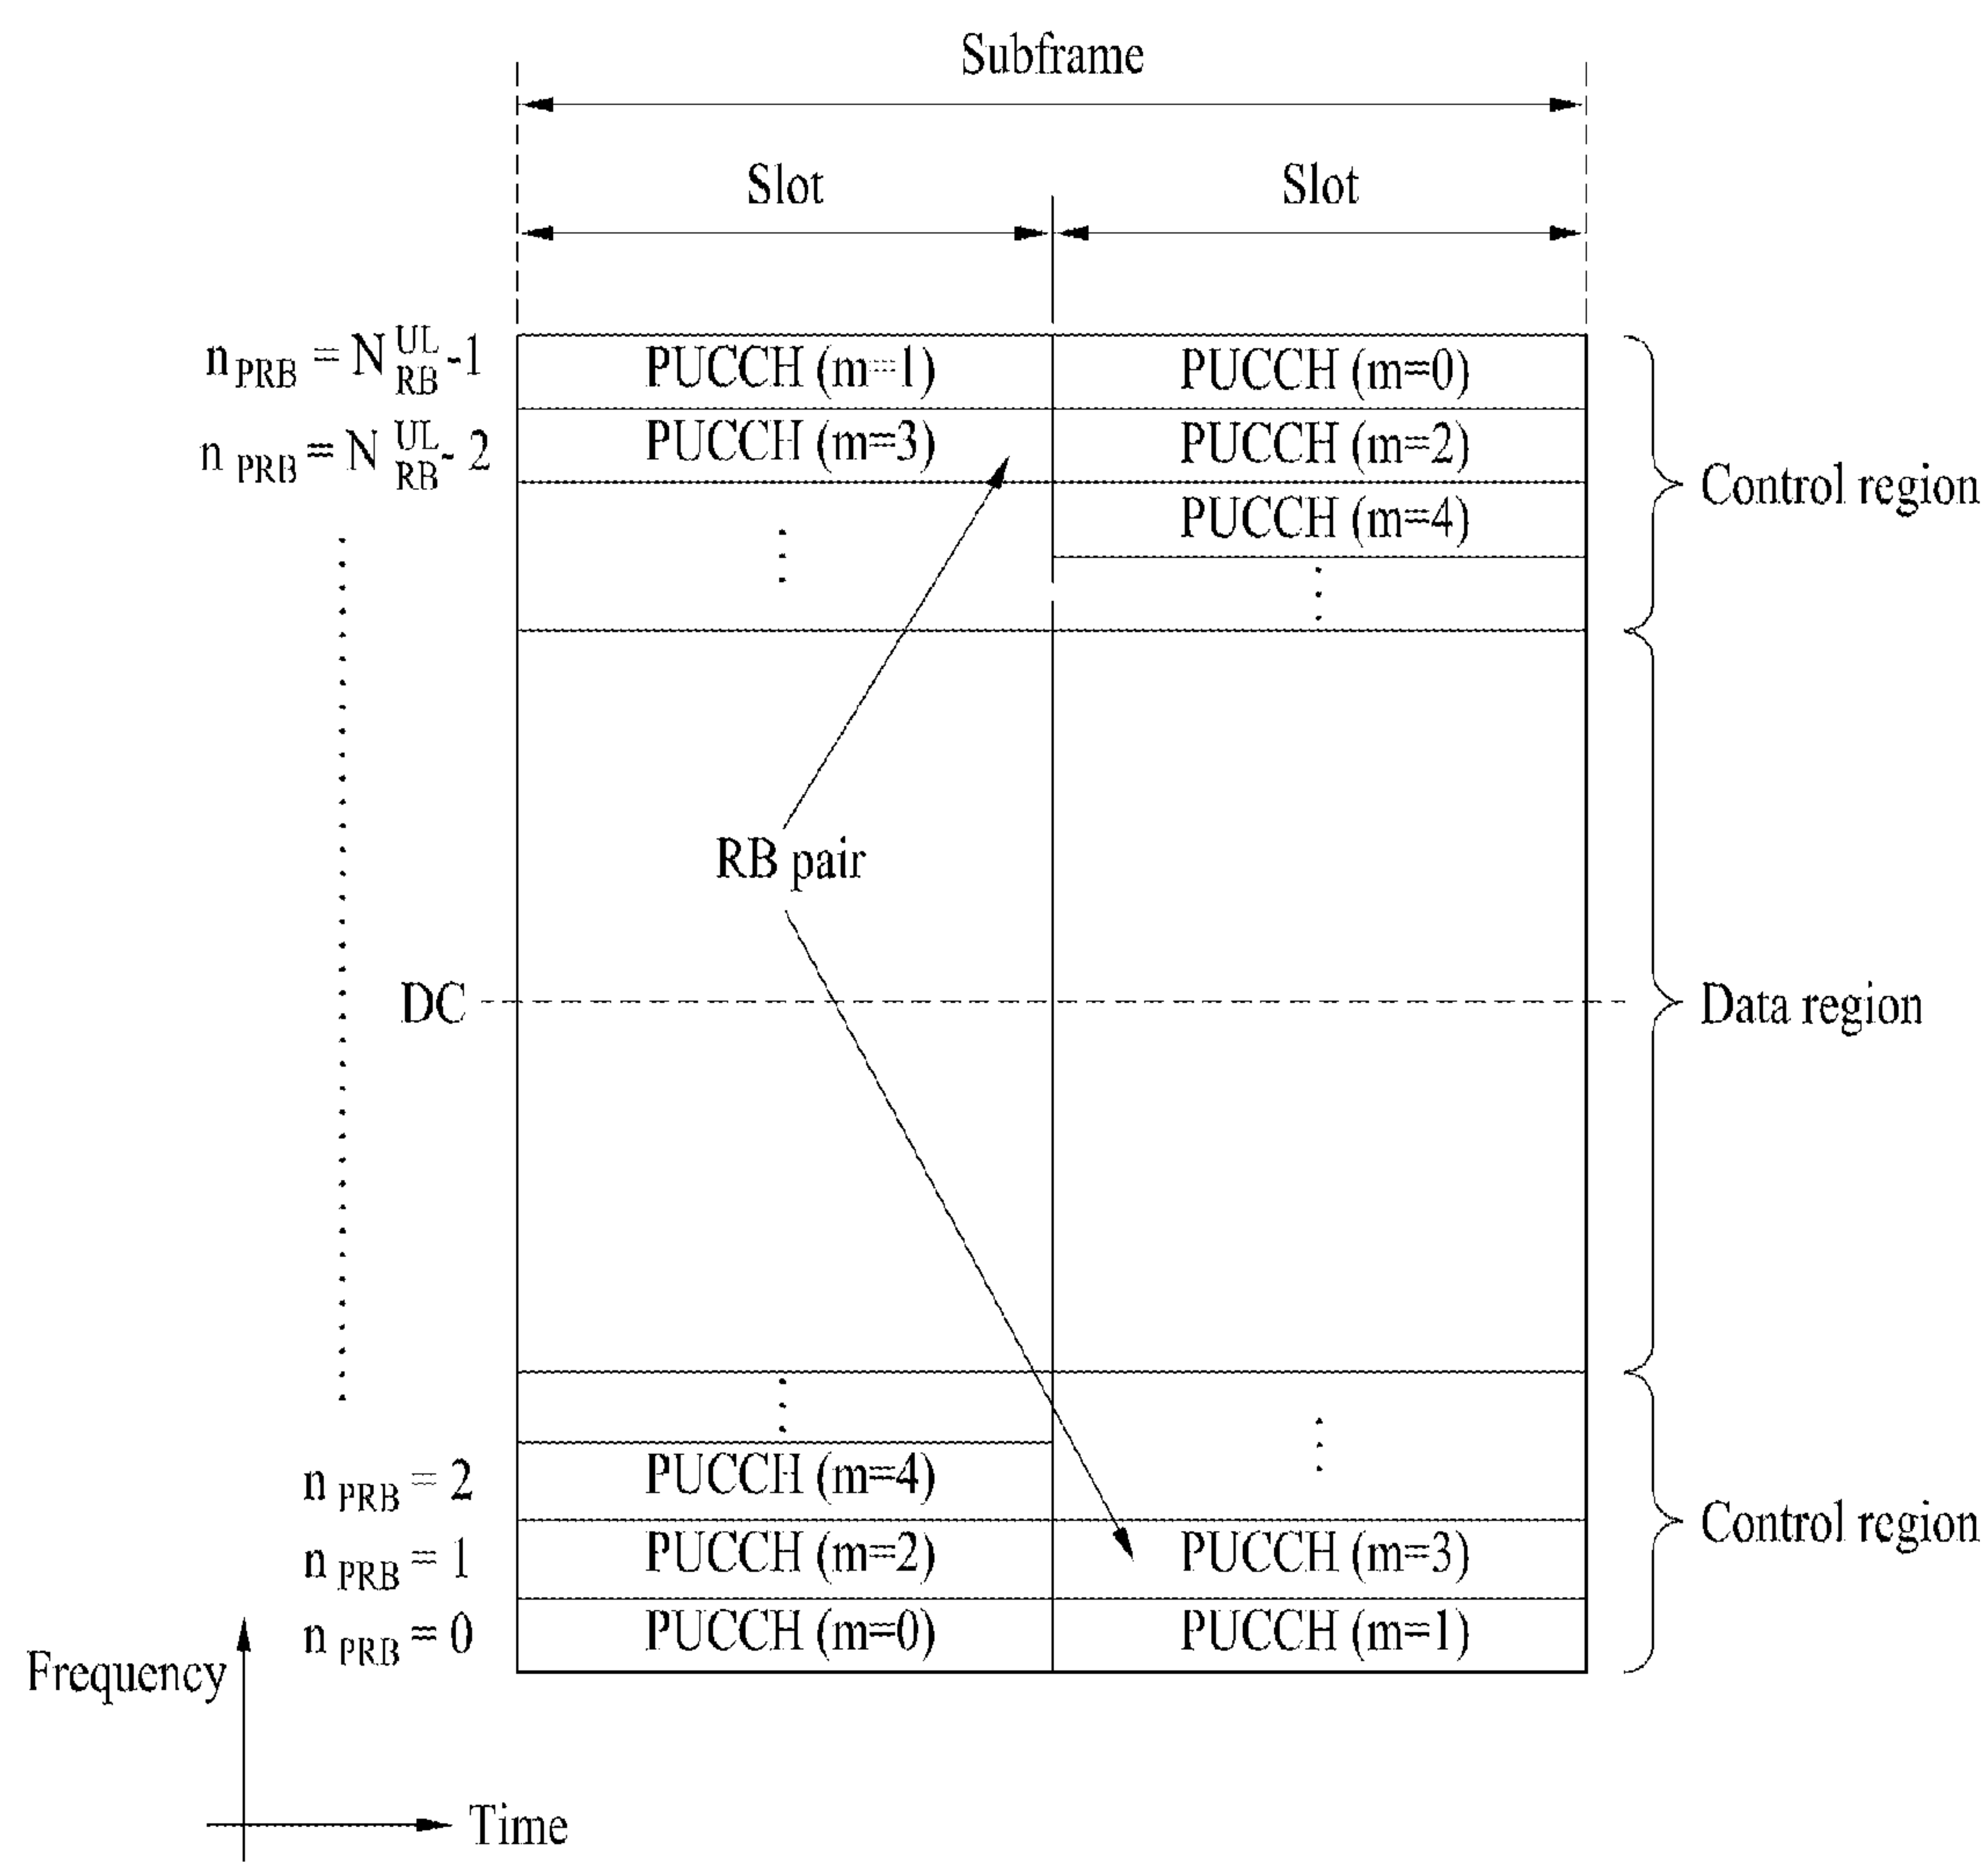 Subframe
Slot Slot
n PRB = N UL RB -1 PUCCH (m=1) PUCCH (m=0)
n PRB = N UL RB - 2 PUCCH (m=3) PUCCH (m=2)
PUCCH (m=4)
Control region
RB pair
DC
Data region
n PRB = 2 PUCCH (m=4)
Control region
n PRB = 1 PUCCH (m=2) PUCCH (m=3)
n PRB = 0 PUCCH (m=0) PUCCH (m=1)
Frequency
Time